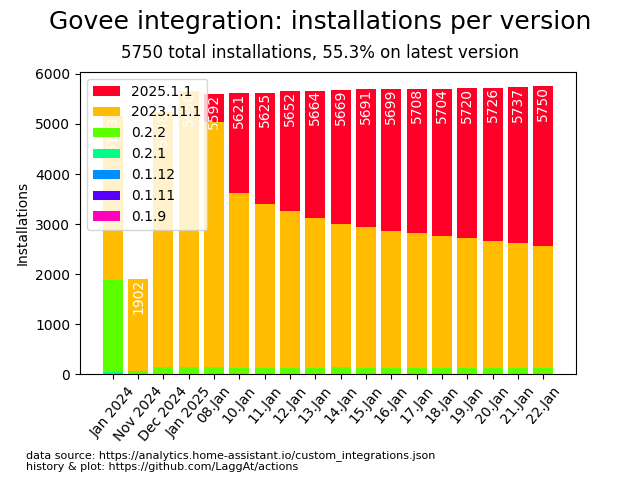 Govee integration: installations per version
5750 total installations, 55.3% on latest version
Installations
6000
5000
4000
3000
2000
1000
0
2025.1.1
2023.11.1
0.2.2
0.2.1
0.1.12
0.1.11
0.1.9
1902
5592
5621
5625
5652
5664
5669
5691
5699
5708
5704
5720
5726
5737
5750
Jan 2024
Nov 2024
Dec 2024
Jan 2025
08.Jan
10.Jan
11.Jan
12.Jan
13.Jan
14.Jan
15.Jan
16.Jan
17.Jan
18.Jan
19.Jan
20.Jan
21.Jan
22.Jan
data source: https://analytics.home-assistant.io/custom_integrations.json
history & plot: https://github.com/LaggAt/actions